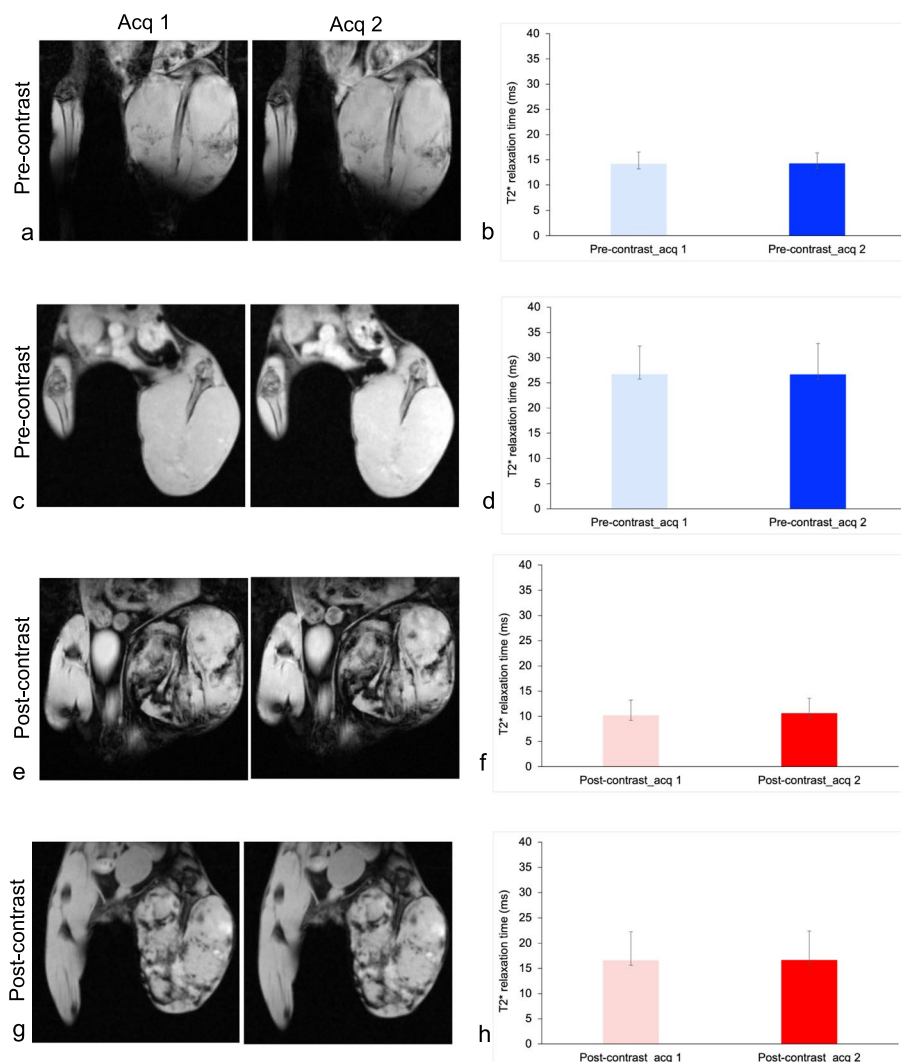 Acq 1 Acq 2
Pre-contrast
a
T2* relaxation time (ms)
40
35
30
25
20
15
10
5
0
Pre-contrast_acq 1 Pre-contrast_acq 2
b
Pre-contrast
c
T2* relaxation time (ms)
40
35
30
25
20
15
10
5
0
Pre-contrast_acq 1 Pre-contrast_acq 2
d
Post-contrast
e
T2* relaxation time (ms)
40
35
30
25
20
15
10
5
0
Post-contrast_acq 1 Post-contrast_acq 2
f
Post-contrast
g
T2* relaxation time (ms)
40
35
30
25
20
15
10
5
0
Post-contrast_acq 1 Post-contrast_acq 2
h